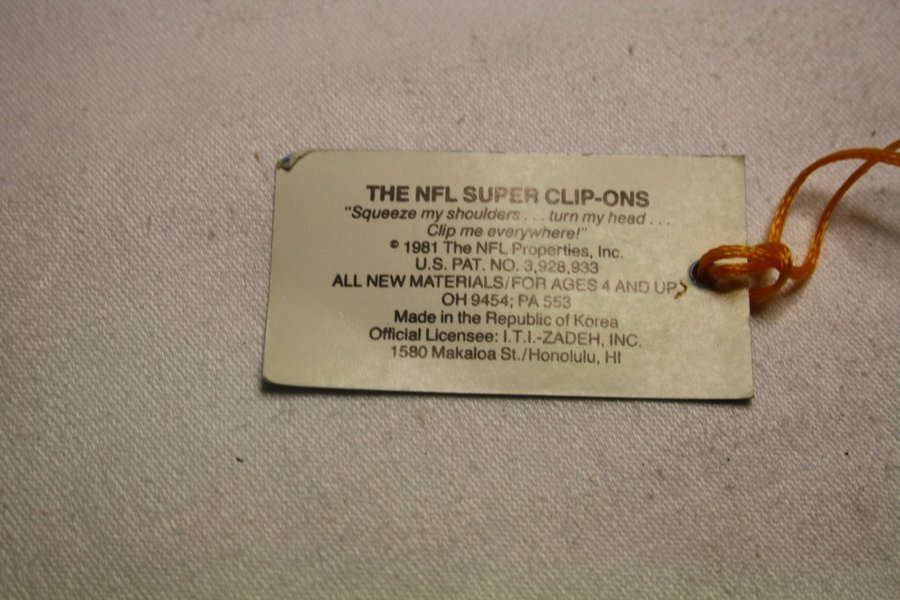 THE NFL SUPER CLIP-ONS
"Squeeze my shoulders . . . turn my head . . .
Clip me everywhere!"
© 1981 The NFL Properties, Inc.
U.S. PAT. NO. 3,928,933
ALL NEW MATERIALS/FOR AGES 4 AND UP
OH 9454; PA 553
Made in the Republic of Korea
Official Licensee: I.T.I.-ZADEH, INC.
1580 Makaloa St./Honolulu, HI